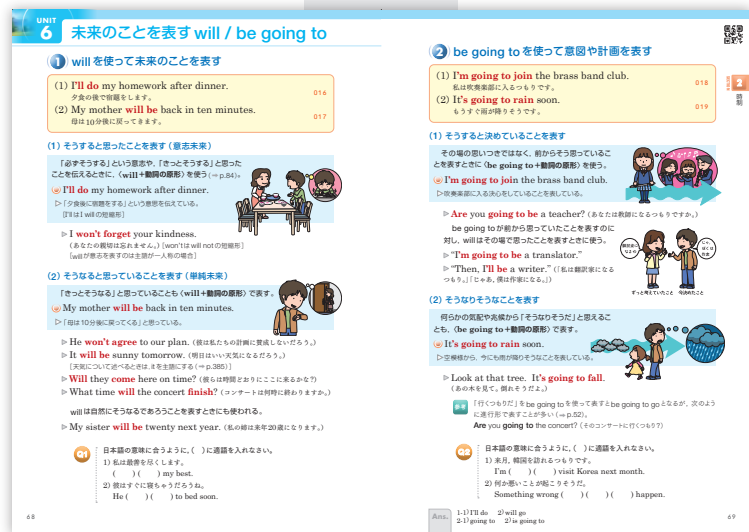 UNIT
6
未来のことを表す will / be going to
1 willを使って未来のことを表す
(1) I'll do my homework after dinner.
夕食の後で宿題をします。
016
(2) My mother will be back in ten minutes.
母は10分後に戻ってきます。
017
(1) そうすると思ったことを表す（意志未来）
「必ずそうする」という意志や、「きっとそうする」と思った
ことを伝えるときに、〈will＋動詞の原形〉を使う(⇒p.84)。
I'll do my homework after dinner.
▷「夕食後で宿題をする」という意志を伝えている。
[I'llはI willの短縮形]
▷ I won't forget your kindness.
（あなたの親切は忘れません。）[won'tはwill notの短縮形]
[willが意志を表すのは主語が一人称の場合]
(2) そうなると思っていることを表す（単純未来）
「きっとそうなる」と思っていることも〈will＋動詞の原形〉で表す。
My mother will be back in ten minutes.
▷「母は10分後に戻ってくる」と思っている。
▷ He won't agree to our plan.（彼は私たちの計画に賛成しないだろう。）
▷ It will be sunny tomorrow.（明日はいい天気になるだろう。）
[天気について述べるときは、itを主語にする(⇒p.385)]
▷ Will they come here on time?（彼らは時間どおりにここに来るかな?）
▷ What time will the concert finish?（コンサートは何時に終わりますか。）
willは自然にそうなるであろうことを表すときにも使われる。
▷ My sister will be twenty next year.（私の姉は来年20歳になります。）
Q1
日本語の意味に合うように、( )に適語を入れなさい。
1) 私は最善を尽くします。
( ) ( ) my best.
2) 彼はすぐに寝ちゃうだろうね。
He ( ) ( ) to bed soon.
68
2 be going toを使って意図や計画を表す
(1) I'm going to join the brass band club.
私は吹奏楽部に入るつもりです。
018
(2) It's going to rain soon.
もうすぐ雨が降りそうです。
019
2
時制
(1) そうすると決めていることを表す
その場の思いつきではなく、前からそう思っているこ
とを表すときに〈be going to＋動詞の原形〉を使う。
I'm going to join the brass band club.
▷吹奏楽部に入る決心をしていることを表している。
▷ Are you going to be a teacher?（あなたは教師になるつもりですか。）
be going toが前から思っていたことを表すのに
対し、willはその場で思ったことを表すときに使う。
▷ "I'm going to be a translator."
▷ "Then, I'll be a writer."（「私は翻訳家になる
つもり。」「じゃあ、僕は作家になる。」）
ずっと考えていたこと
今決めたこと
(2) そうなりそうなことを表す
何らかの気配や兆候から「そうなりそうだ」と思えるこ
とも、〈be going to＋動詞の原形〉で表す。
It's going to rain soon.
▷空模様から、今にも雨が降りそうなことを表している。
▷ Look at that tree. It's going to fall.
（あの木を見て。倒れそうだよ。）
参考
「行くつもりだ」をbe going toを使って表すとbe going to goとなるが、次のよう
に進行形で表すことが多い(⇒p.52)。
Are you going to the concert?（そのコンサートに行くつもり?）
Q2
日本語の意味に合うように、( )に適語を入れなさい。
1) 来月、韓国を訪れるつもりです。
I'm ( ) ( ) visit Korea next month.
2) 何か悪いことが起こりそうだ。
Something wrong ( ) ( ) ( ) happen.
Ans.
1-1) I'll do 2) will go
2-1) going to 2) is going to
69